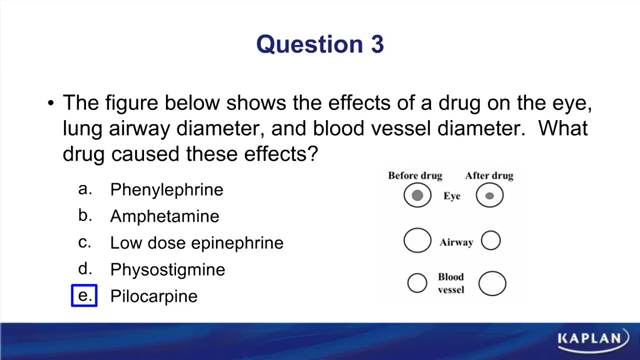 Question 3
• The figure below shows the effects of a drug on the eye,
lung airway diameter, and blood vessel diameter. What
drug caused these effects?
a. Phenylephrine
b. Amphetamine
c. Low dose epinephrine
d. Physostigmine
e. Pilocarpine
Before drug After drug
Eye
Airway
Blood
vessel
KAPLAN